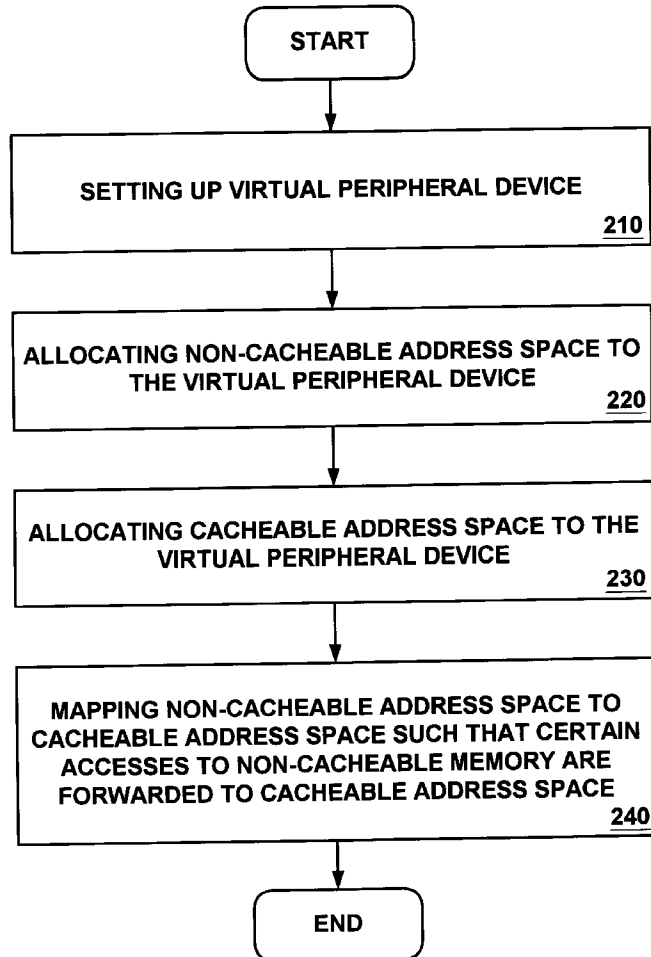 START
SETTING UP VIRTUAL PERIPHERAL DEVICE
210
ALLOCATING NON-CACHEABLE ADDRESS SPACE TO
THE VIRTUAL PERIPHERAL DEVICE
220
ALLOCATING CACHEABLE ADDRESS SPACE TO THE
VIRTUAL PERIPHERAL DEVICE
230
MAPPING NON-CACHEABLE ADDRESS SPACE TO
CACHEABLE ADDRESS SPACE SUCH THAT CERTAIN
ACCESSES TO NON-CACHEABLE MEMORY ARE
FORWARDED TO CACHEABLE ADDRESS SPACE
240
END